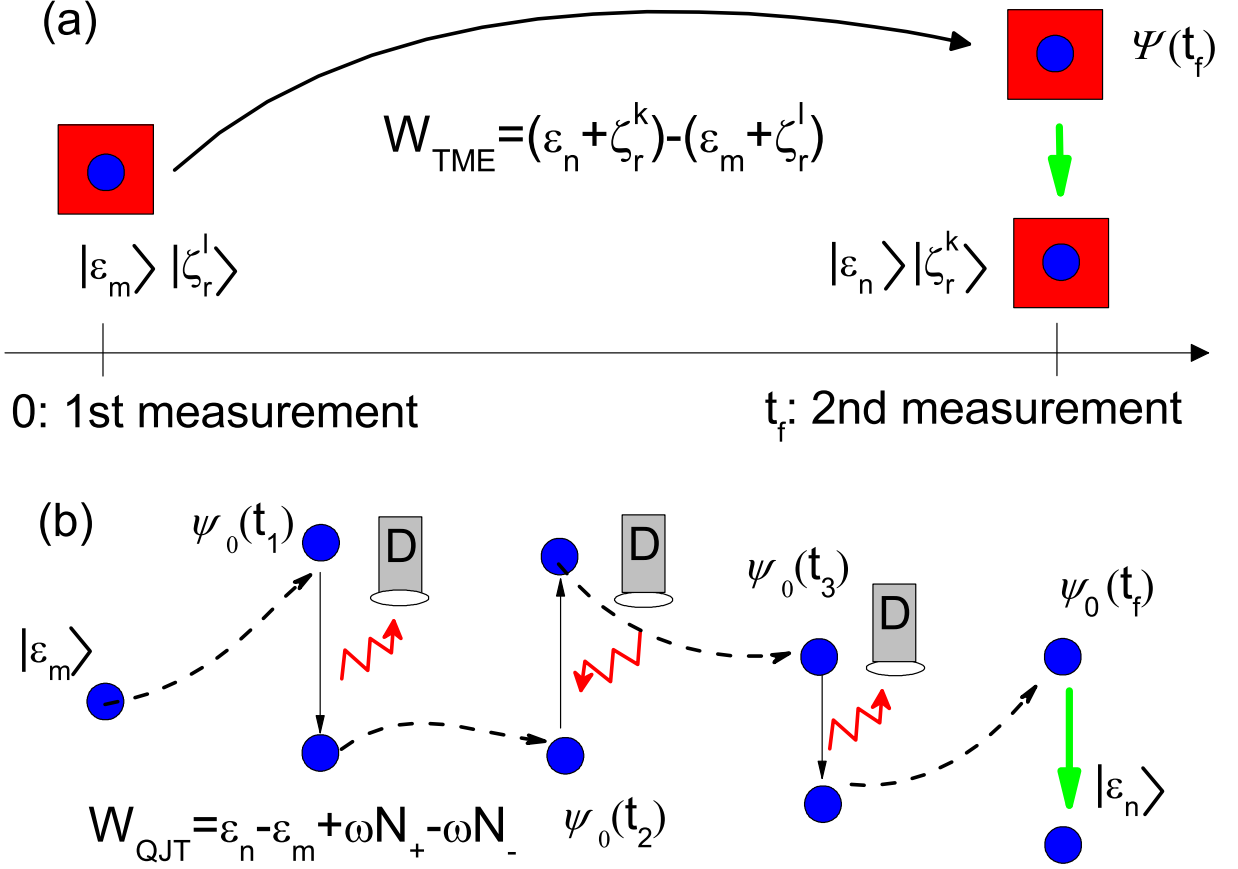 (a)
Ψ(t_f)
W_TME=(ε_n+ζ_r^k)-(ε_m+ζ_r^l)
|ε_m> |ζ_r^l>
|ε_n>|ζ_r^k>
0: 1st measurement
t_f: 2nd measurement
(b)
ψ_0(t_1)
D
D
ψ_0(t_3)
D
ψ_0(t_f)
|ε_m>
|ε_n>
W_QJT=ε_n-ε_m+ωN_+-ωN_-
ψ_0(t_2)